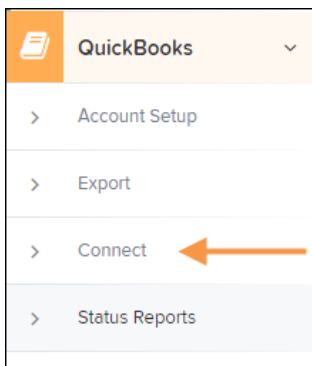 QuickBooks
Account Setup
Export
Connect
Status Reports